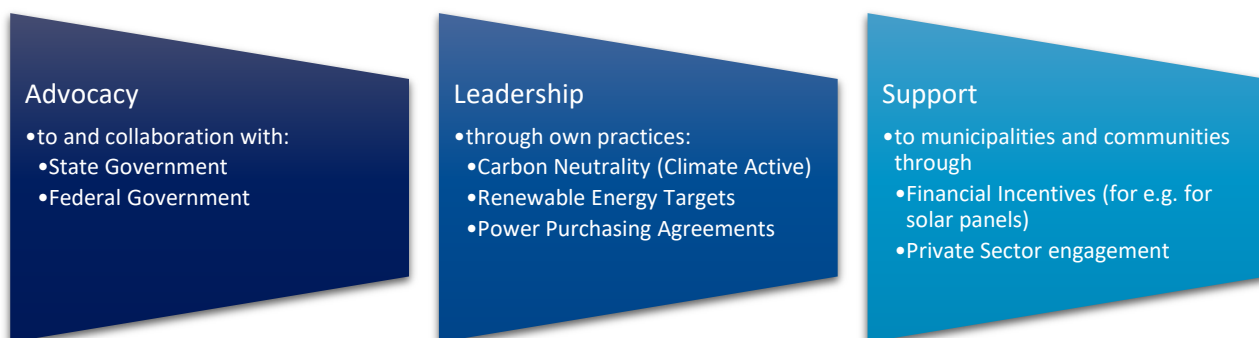 Advocacy
•to and collaboration with:
•State Government
•Federal Government
Leadership
•through own practices:
•Carbon Neutrality (Climate Active)
•Renewable Energy Targets
•Power Purchasing Agreements
Support
•to municipalities and communities
through
•Financial Incentives (for e.g. for
solar panels)
•Private Sector engagement